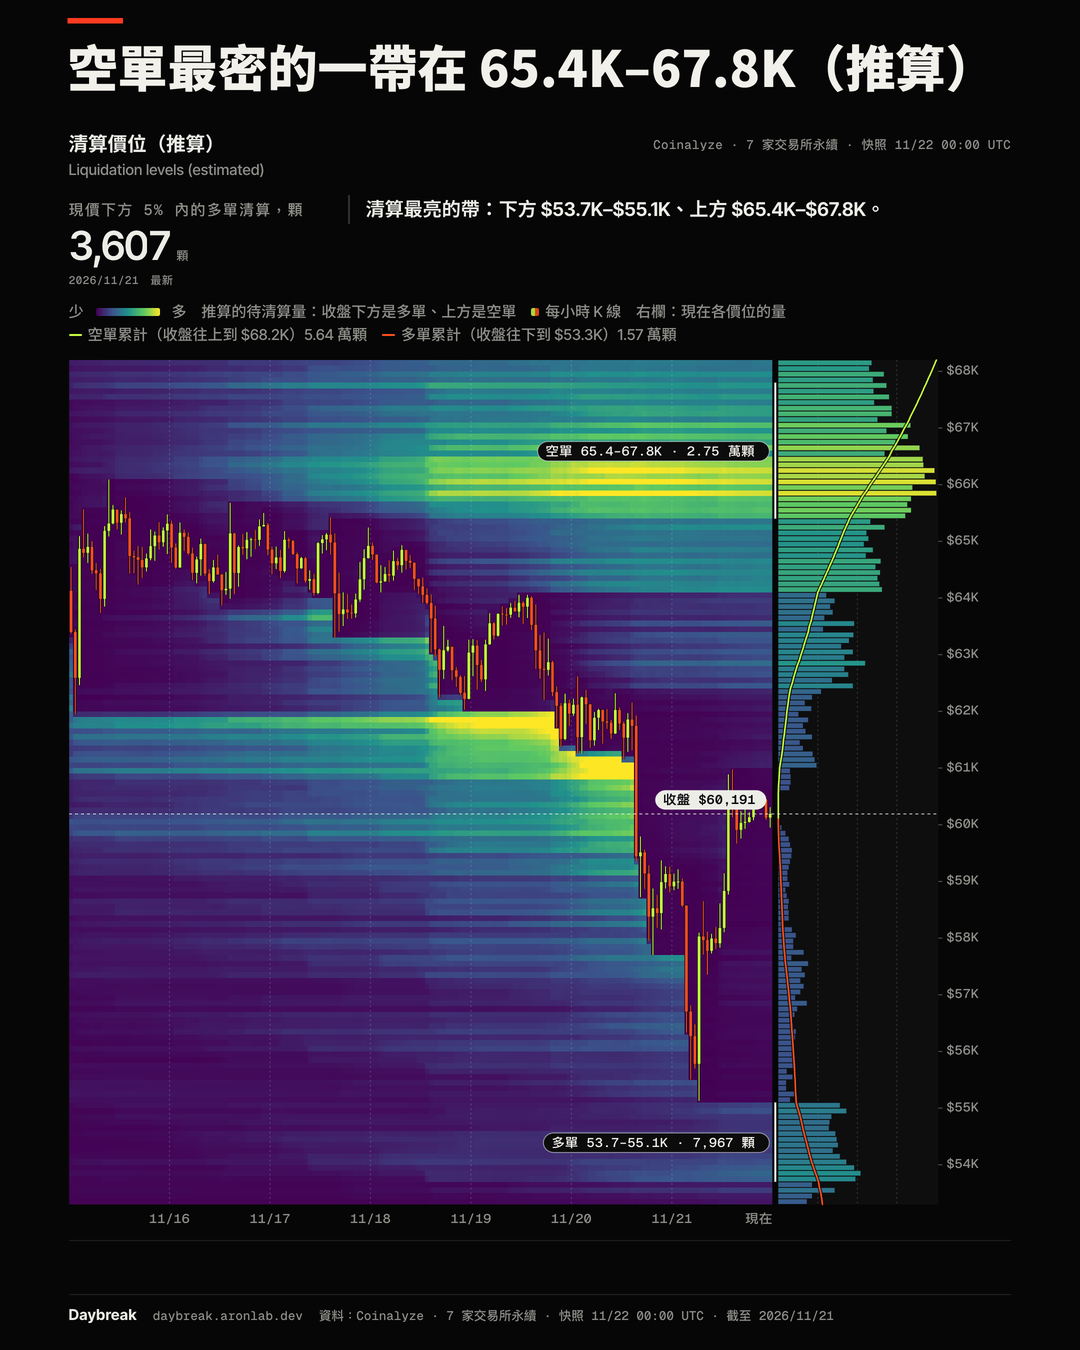 空單最密的一帶在 65.4K–67.8K（推算）
清算價位（推算）
Coinalyze · 7 家交易所永續 · 快照 11/22 00:00 UTC
Liquidation levels (estimated)
現價下方 5% 內的多單清算，顆
清算最亮的帶：下方 $53.7K–$55.1K、上方 $65.4K–$67.8K。
3,607 顆
2026/11/21 最新
少 多 推算的待清算量：收盤下方是多單、上方是空單 每小時 K 線 右欄：現在各價位的量
空單累計（收盤往上到 $68.2K）5.64 萬顆 多單累計（收盤往下到 $53.3K）1.57 萬顆
$68K
$67K
空單 65.4–67.8K · 2.75 萬顆
$66K
$65K
$64K
$63K
$62K
$61K
收盤 $60,191
$60K
$59K
$58K
$57K
$56K
$55K
多單 53.7–55.1K · 7,967 顆
$54K
11/16 11/17 11/18 11/19 11/20 11/21 現在
Daybreak daybreak.aronlab.dev 資料：Coinalyze · 7 家交易所永續 · 快照 11/22 00:00 UTC · 截至 2026/11/21